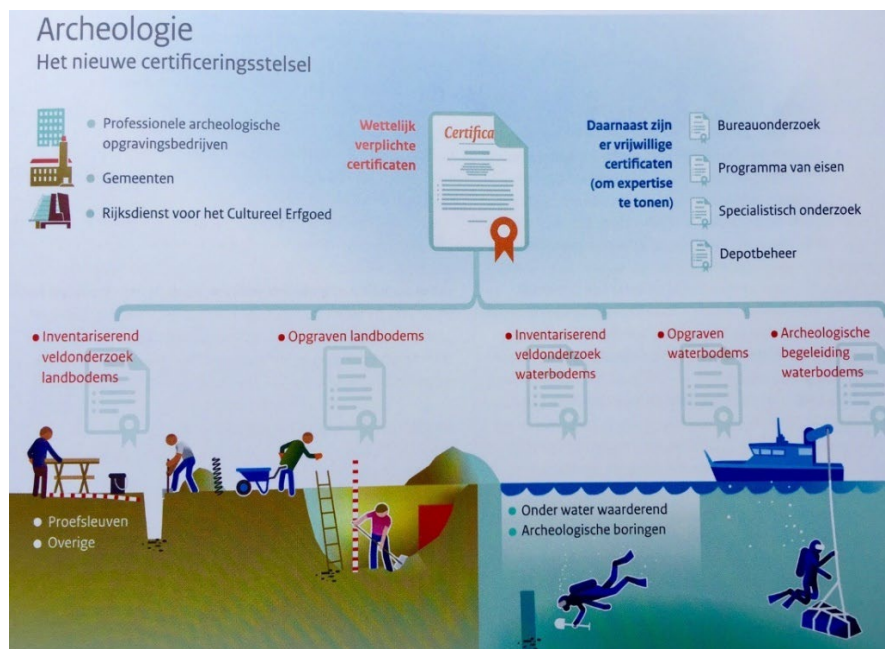 Archeologie
Het nieuwe certificeringsstelsel
Professionele archeologische
opgravingsbedrijven
Gemeenten
Rijksdienst voor het Cultureel Erfgoed
Wettelijk
verplichte
certificaten
Certifica
Daarnaast zijn
er vrijwillige
certificaten
(om expertise
te tonen)
Bureauonderzoek
Programma van eisen
Specialistisch onderzoek
Depotbeheer
Inventariserend
veldonderzoek
landbodems
Opgraven landbodems
Inventariserend
veldonderzoek
waterbodems
Opgraven
waterbodems
Archeologische
begeleiding
waterbodems
Proefsleuven
Overige
Onder water waarderend
Archeologische boringen